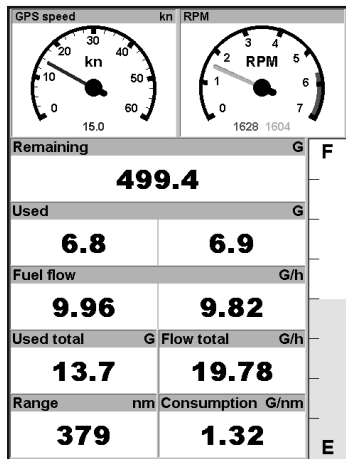 GPS speed kn
0 10 20 30 40 50 60
kn
15.0
RPM
0 1 2 3 4 5 6 7
RPM
1628 1604
Remaining G
499.4
Used G
6.8 6.9
Fuel flow G/h
9.96 9.82
Used total G
13.7
Flow total G/h
19.78
Range nm
379
Consumption G/nm
1.32
F
E